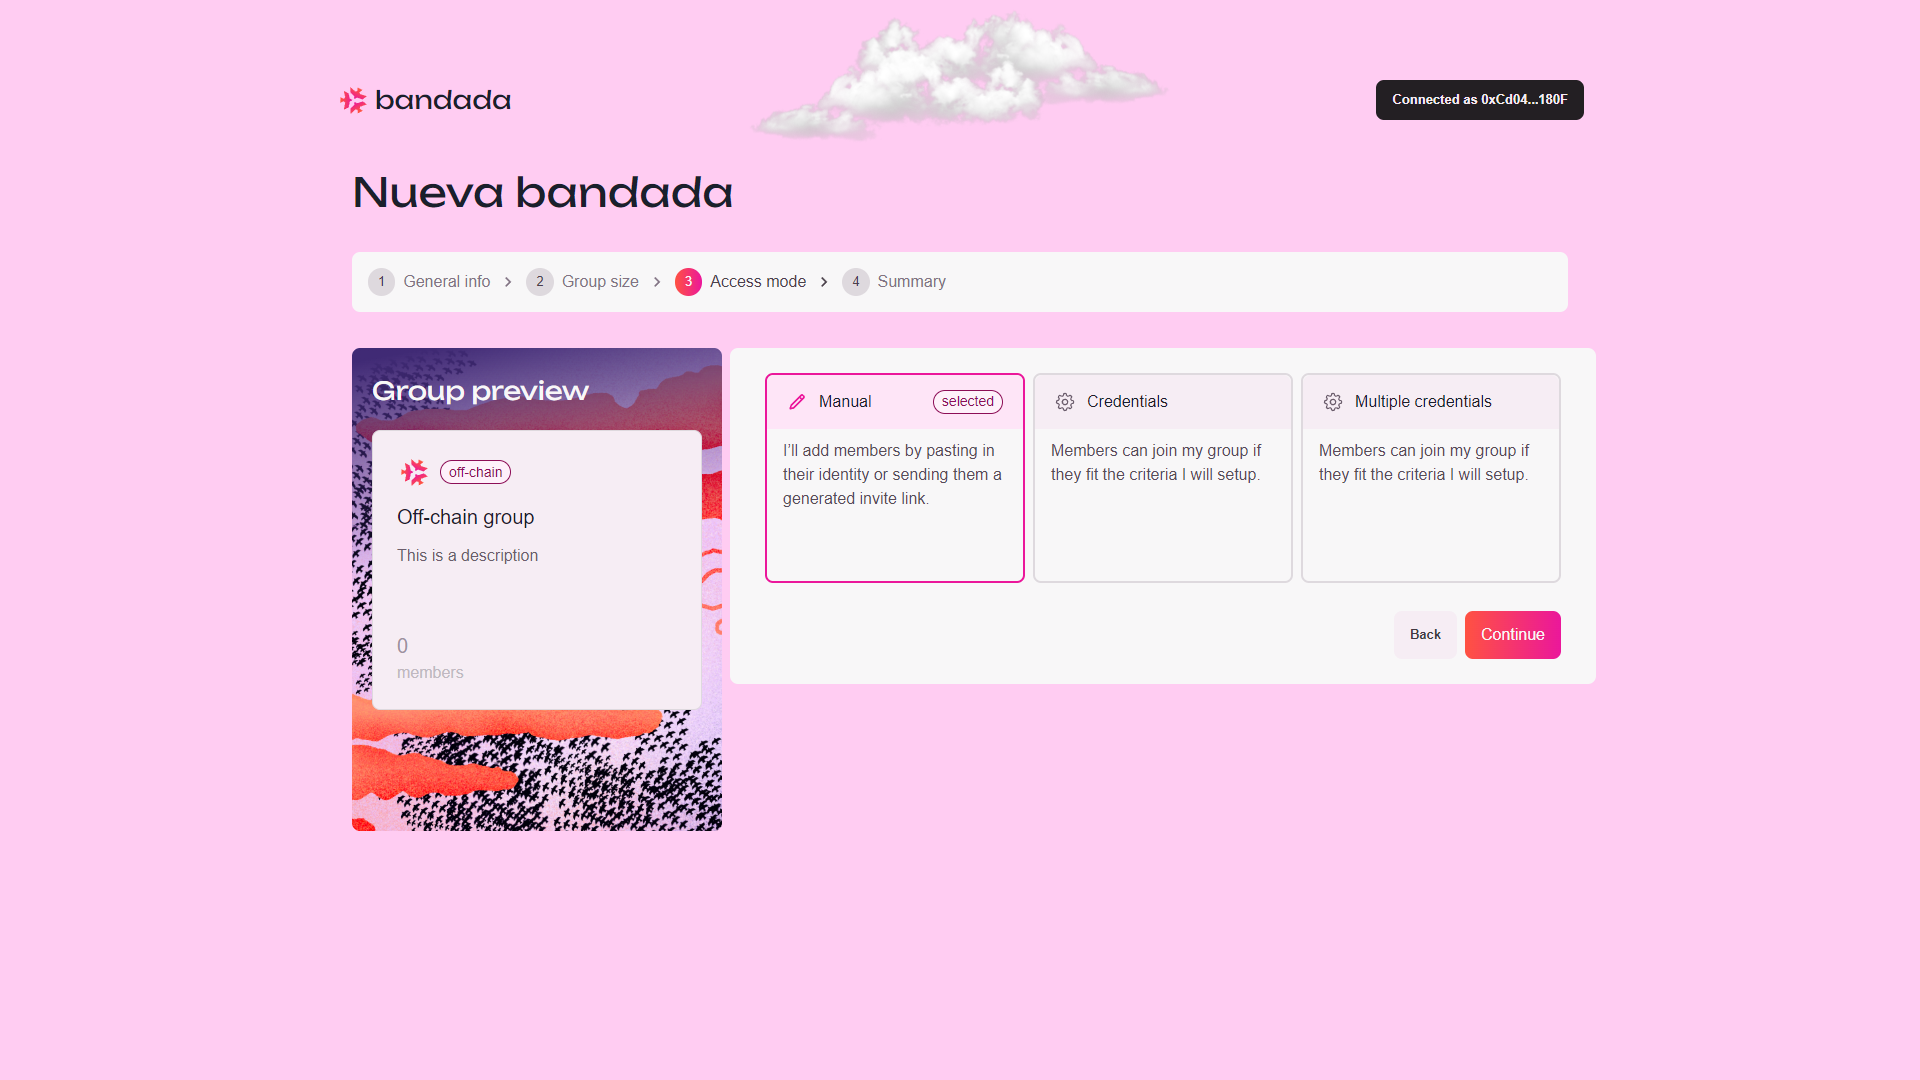 bandada
Connected as 0xCd04...180F
Nueva bandada
1 General info
2 Group size
3 Access mode
4 Summary
Group preview
off-chain
Off-chain group
This is a description
0
members
Manual
selected
I'll add members by pasting in
their identity or sending them a
generated invite link.
Credentials
Members can join my group if
they fit the criteria I will setup.
Multiple credentials
Members can join my group if
they fit the criteria I will setup.
Back
Continue